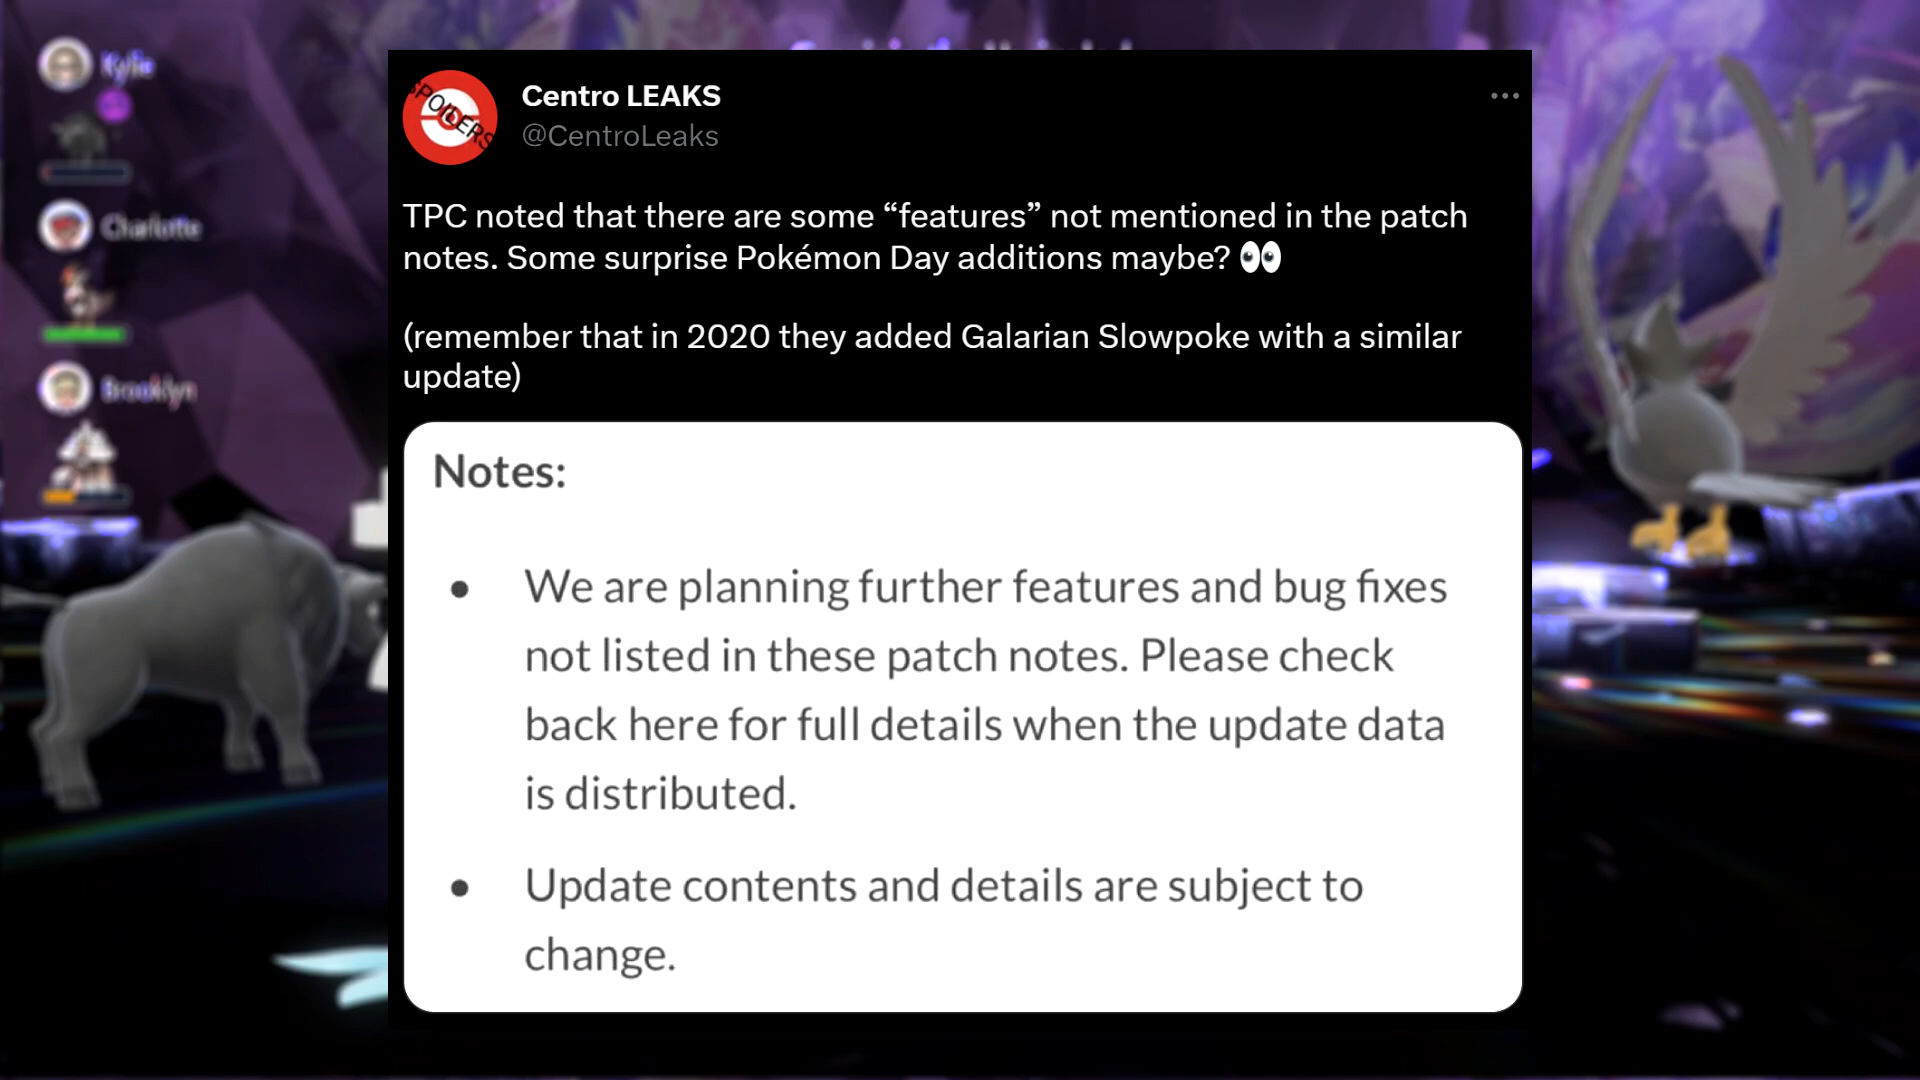 Kylie
Charlotte
Brooklyn
SPOILERS
Centro LEAKS
@CentroLeaks
TPC noted that there are some “features” not mentioned in the patch
notes. Some surprise Pokémon Day additions maybe? 👀
(remember that in 2020 they added Galarian Slowpoke with a similar
update)
Notes:
• We are planning further features and bug fixes
not listed in these patch notes. Please check
back here for full details when the update data
is distributed.
• Update contents and details are subject to
change.